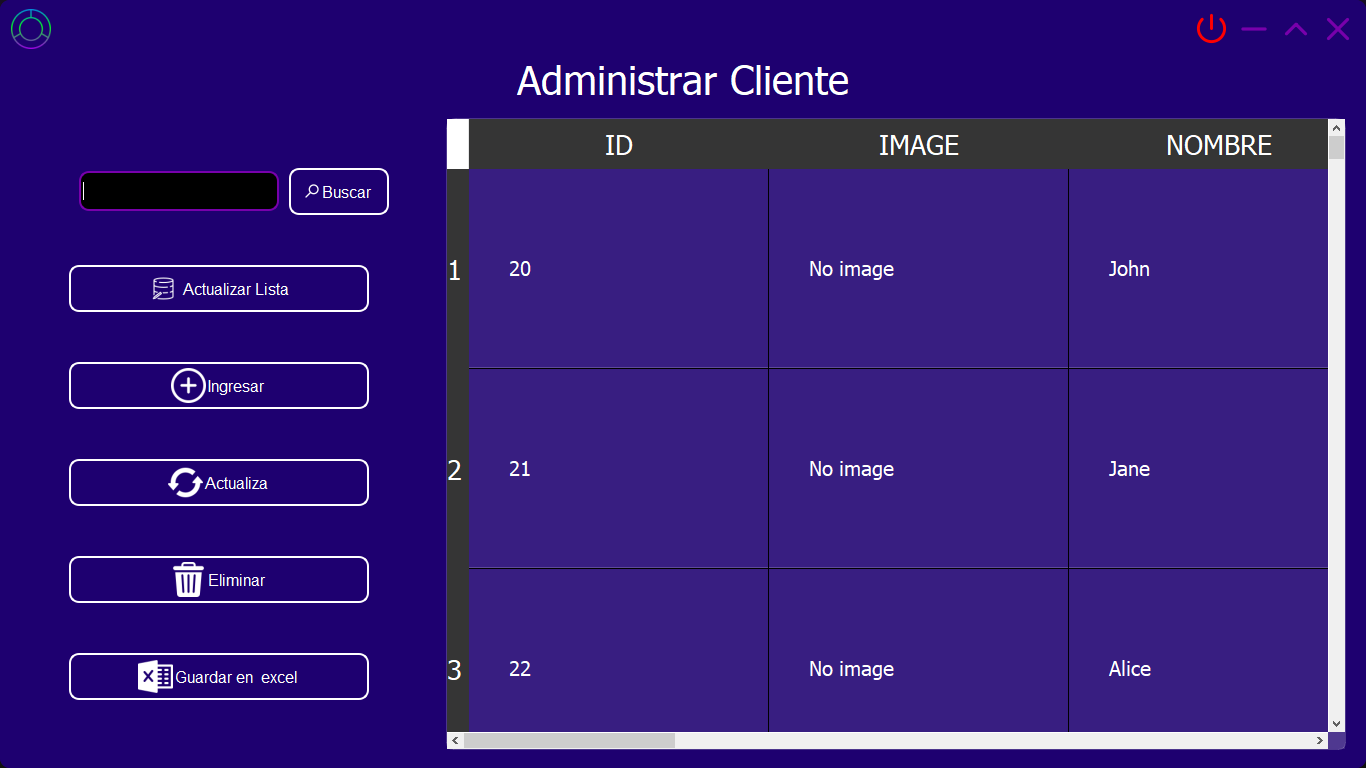 Administrar Cliente
Buscar
Actualizar Lista
Ingresar
Actualiza
Eliminar
Guardar en excel
ID IMAGE NOMBRE
1 20 No image John
2 21 No image Jane
3 22 No image Alice